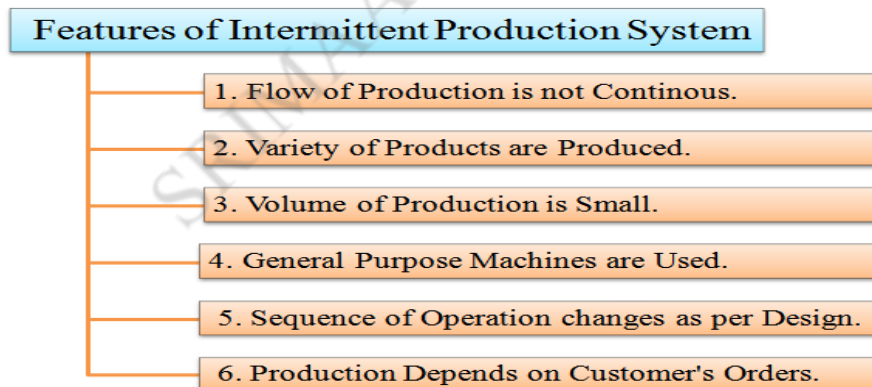 Features of Intermittent Production System
1. Flow of Production is not Continous.
2. Variety of Products are Produced.
3. Volume of Production is Small.
4. General Purpose Machines are Used.
5. Sequence of Operation changes as per Design.
6. Production Depends on Customer's Orders.
SRIMAA